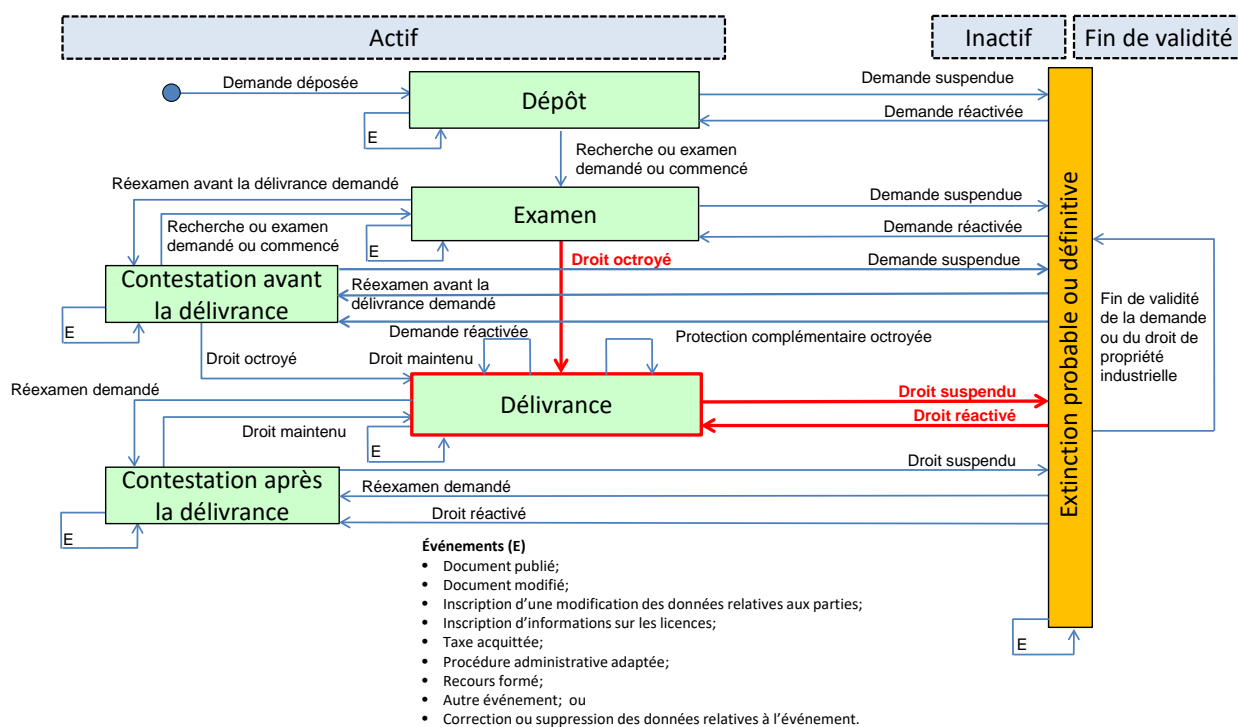 Actif
Inactif
Fin de validité
Demande déposée
Dépôt
Demande suspendue
Demande réactivée
E
Recherche ou examen
demandé ou commencé
Réexamen avant la délivrance demandé
Examen
Demande suspendue
Demande réactivée
Recherche ou examen
demandé ou commencé
E
Droit octroyé
Contestation avant
la délivrance
Demande suspendue
Réexamen avant la
délivrance demandé
E
Demande réactivée
Protection complémentaire octroyée
Droit octroyé
Droit maintenu
Fin de validité
de la demande
ou du droit de
propriété
industrielle
Extinction probable ou définitive
Réexamen demandé
Délivrance
Droit suspendu
Droit réactivé
Droit maintenu
E
Contestation après
la délivrance
Droit suspendu
Réexamen demandé
Droit réactivé
E
Événements (E)
• Document publié;
• Document modifié;
• Inscription d’une modification des données relatives aux parties;
• Inscription d’informations sur les licences;
• Taxe acquittée;
• Procédure administrative adaptée;
• Recours formé;
• Autre événement; ou
• Correction ou suppression des données relatives à l’événement.
E